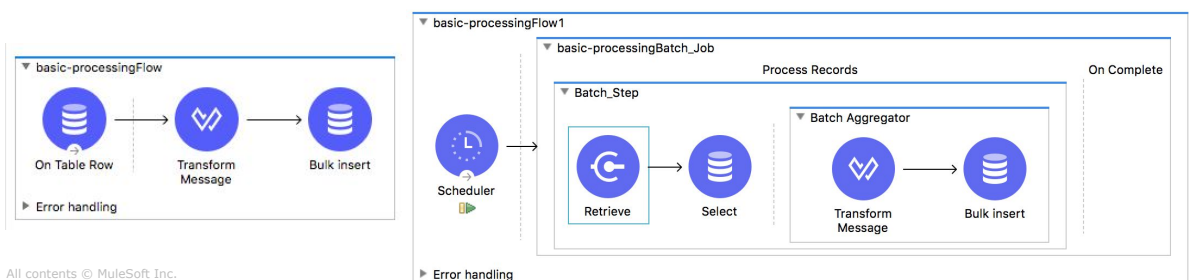 basic-processingFlow
On Table Row
Transform
Message
Bulk insert
Error handling
All contents © MuleSoft Inc.
basic-processingFlow1
basic-processingBatch_Job
Process Records
On Complete
Batch_Step
Batch Aggregator
Scheduler
Retrieve
Select
Transform
Message
Bulk insert
Error handling